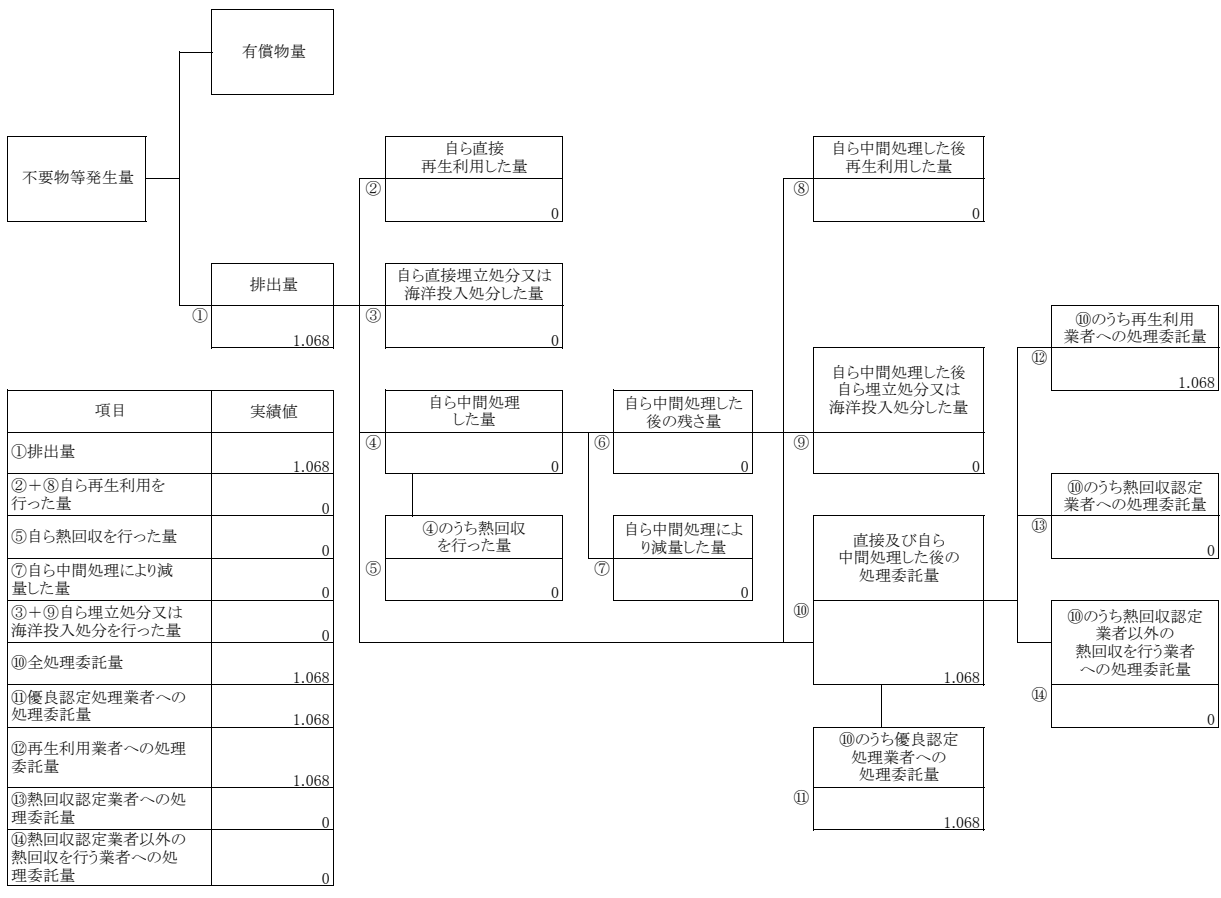 有償物量
不要物等発生量
排出量
①
1.068
自ら直接
再生利用した量
②
0
自ら直接埋立処分又は
海洋投入処分した量
③
0
自ら中間処理
した量
④
0
④のうち熱回収
を行った量
⑤
0
自ら中間処理した
後の残さ量
⑥
0
自ら中間処理によ
り減量した量
⑦
0
自ら中間処理した後
再生利用した量
⑧
0
自ら中間処理した後
自ら埋立処分又は
海洋投入処分した量
⑨
0
直接及び自ら
中間処理した後の
処理委託量
⑩
1.068
⑩のうち優良認定
処理業者への
処理委託量
⑪
1.068
⑩のうち再生利用
業者への処理委託量
⑫
1.068
⑩のうち熱回収認定
業者への処理委託量
⑬
0
⑩のうち熱回収認定
業者以外の
熱回収を行う業者
への処理委託量
⑭
0
項目 実績値
①排出量
1.068
②+⑧自ら再生利用を
行った量
0
⑤自ら熱回収を行った量
0
⑦自ら中間処理により減
量した量
0
③+⑨自ら埋立処分又は
海洋投入処分を行った量
0
⑩全処理委託量
1.068
⑪優良認定処理業者への
処理委託量
1.068
⑫再生利用業者への処理
委託量
1.068
⑬熱回収認定業者への処
理委託量
0
⑭熱回収認定業者以外の
熱回収を行う業者への処
理委託量
0